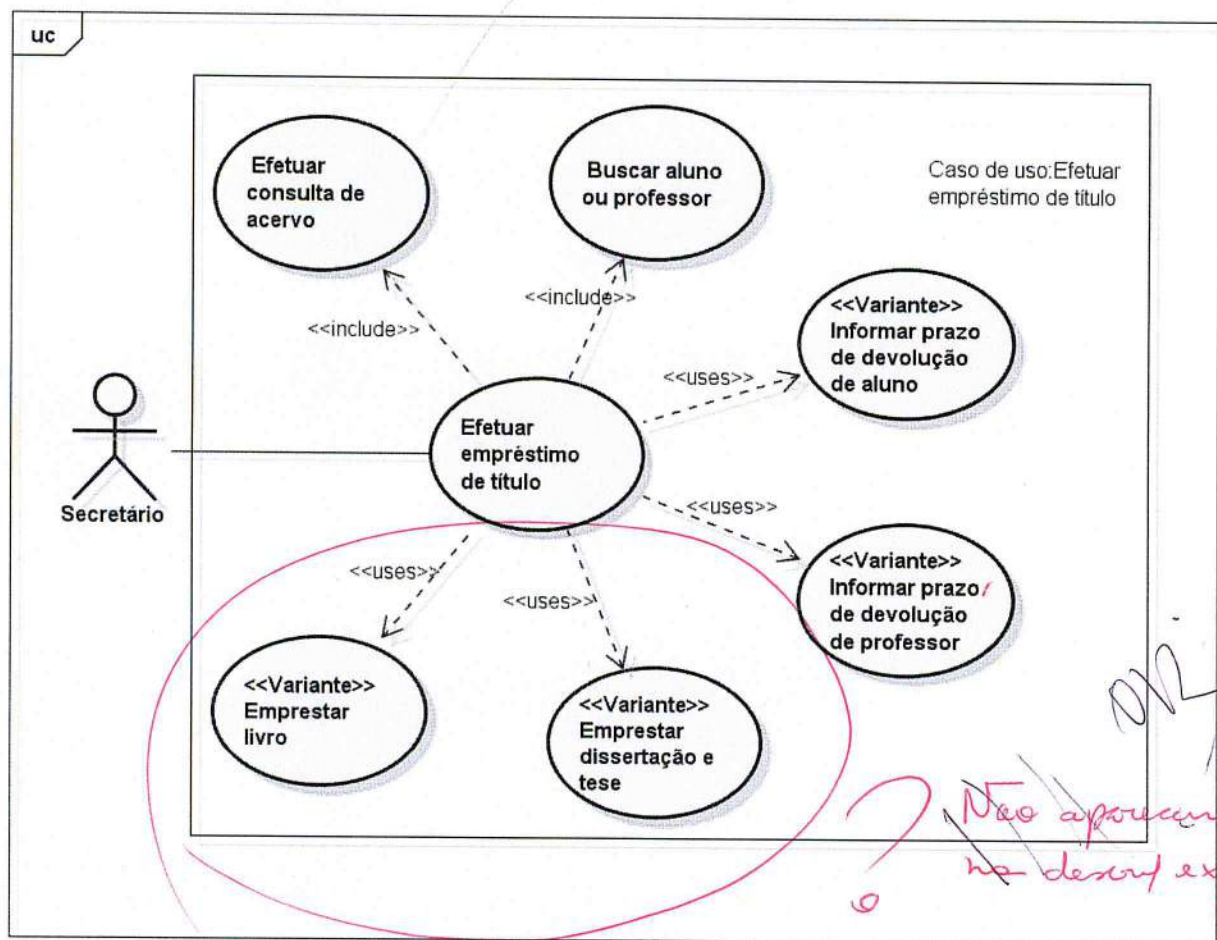 uc
Efetuar
consulta de
acervo
Buscar aluno
ou professor
Caso de uso:Efetuar
empréstimo de título
<<include>>
<<include>>
<<Variante>>
Informar prazo
de devolução
de aluno
<<uses>>
Efetuar
empréstimo
de título
Secretário
<<uses>>
<<Variante>>
Informar prazo
de devolução
de professor
<<uses>>
<<uses>>
<<Variante>>
Emprestar
livro
<<Variante>>
Emprestar
dissertação e
tese
? Não